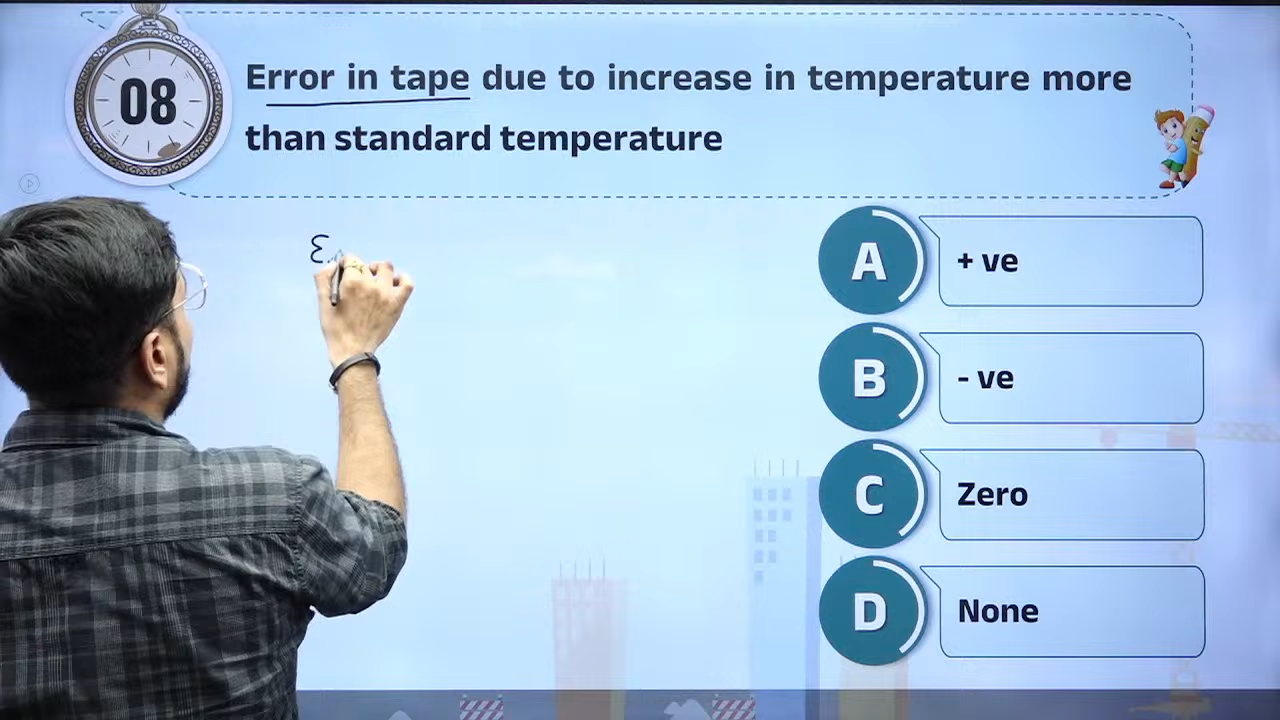 08
Error in tape due to increase in temperature more
than standard temperature
A
+ ve
B
- ve
C
Zero
D
None